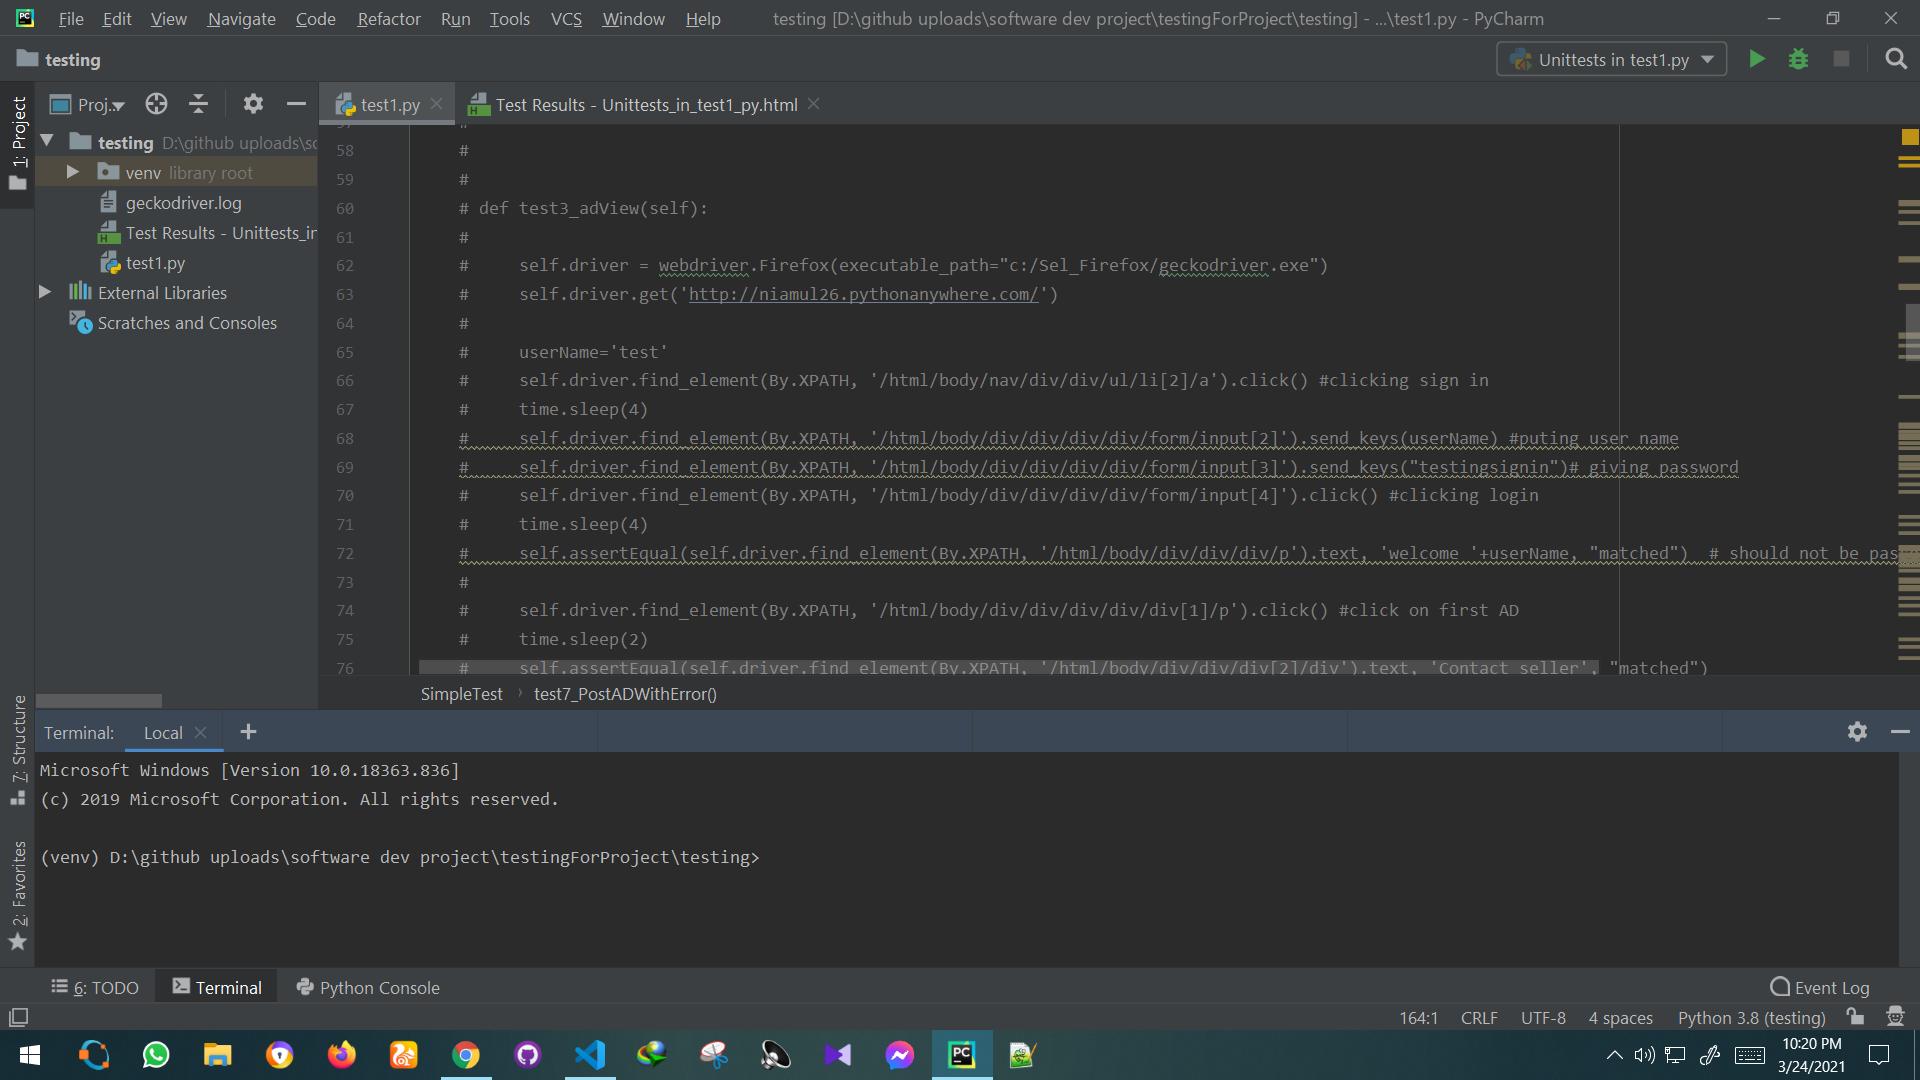 File Edit View Navigate Code Refactor Run Tools VCS Window Help testing [D:\github uploads\software dev project\testingForProject\testing] - ...\test1.py - PyCharm
testing Unittests in test1.py
1: Project
Proj.. test1.py Test Results - Unittests_in_test1_py.html
testing D:\github uploads\so
venv library root
geckodriver.log
Test Results - Unittests_in
test1.py
External Libraries
Scratches and Consoles
57 #
58 #
59 #
60 # def test3_adView(self):
61 #
62 # self.driver = webdriver.Firefox(executable_path="c:/Sel_Firefox/geckodriver.exe")
63 # self.driver.get('http://niamul26.pythonanywhere.com/')
64 #
65 # userName='test'
66 # self.driver.find_element(By.XPATH, '/html/body/nav/div/div/ul/li[2]/a').click() #clicking sign in
67 # time.sleep(4)
68 # self.driver.find_element(By.XPATH, '/html/body/div/div/div/div/form/input[2]').send_keys(userName) #puting user name
69 # self.driver.find_element(By.XPATH, '/html/body/div/div/div/div/form/input[3]').send_keys("testingsignin")# giving password
70 # self.driver.find_element(By.XPATH, '/html/body/div/div/div/div/form/input[4]').click() #clicking login
71 # time.sleep(4)
72 # self.assertEqual(self.driver.find_element(By.XPATH, '/html/body/div/div/div/p').text, 'welcome '+userName, "matched") # should not be pas
73 #
74 # self.driver.find_element(By.XPATH, '/html/body/div/div/div/div/div[1]/p').click() #click on first AD
75 # time.sleep(2)
76 # self.assertEqual(self.driver.find_element(By.XPATH, '/html/body/div/div/div[2]/div').text, 'Contact seller', "matched")
SimpleTest › test7_PostADWithError()
7: Structure
2: Favorites
Terminal: Local +
Microsoft Windows [Version 10.0.18363.836]
(c) 2019 Microsoft Corporation. All rights reserved.
(venv) D:\github uploads\software dev project\testingForProject\testing>
6: TODO Terminal Python Console Event Log
164:1 CRLF UTF-8 4 spaces Python 3.8 (testing)
10:20 PM
3/24/2021